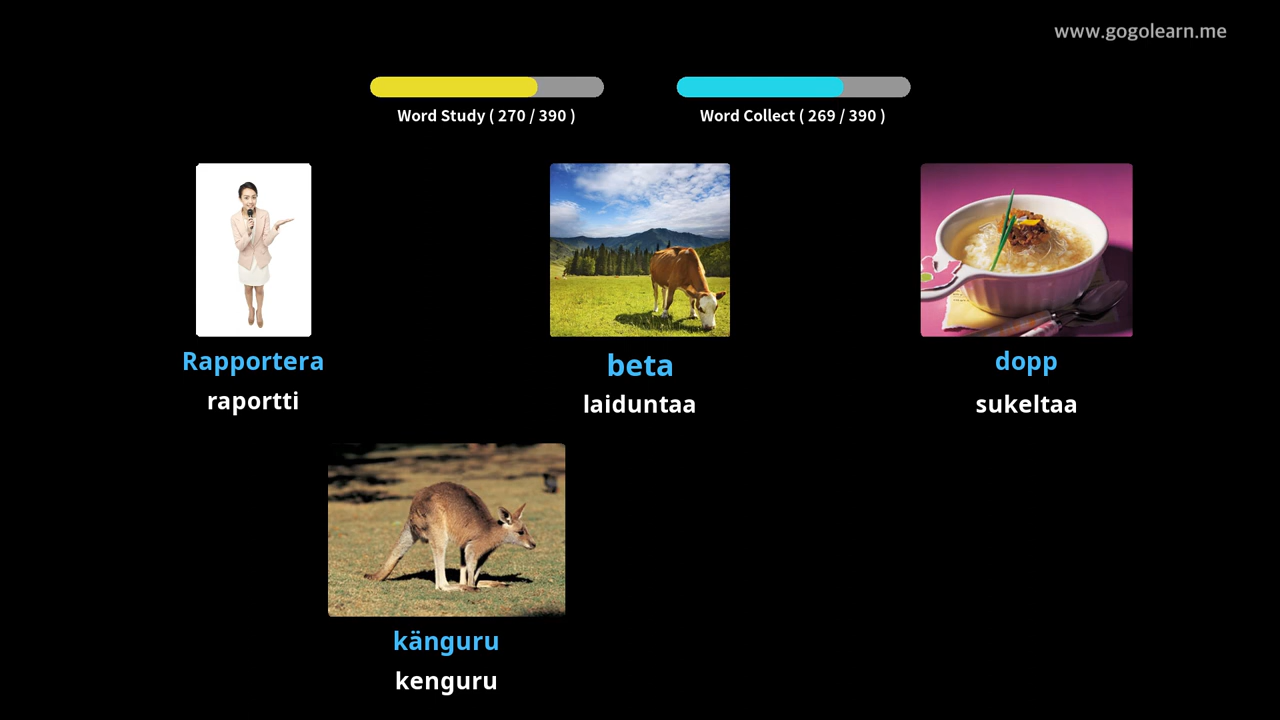 www.gogolearn.me
Word Study ( 270 / 390 )
Word Collect ( 269 / 390 )
Rapportera
raportti
beta
laiduntaa
dopp
sukeltaa
känguru
kenguru